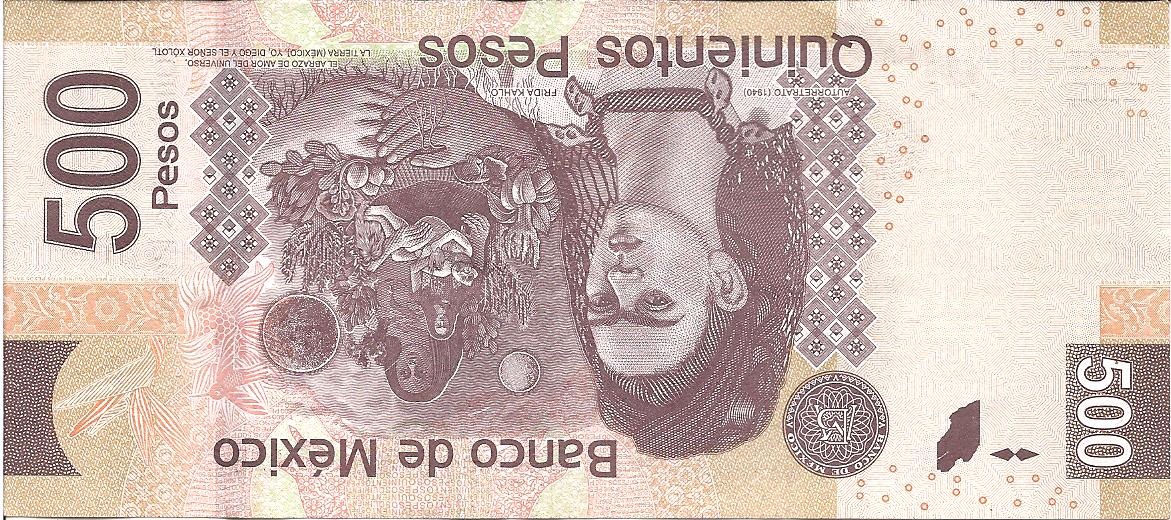 Banco de México
500
BANCO DE MEXICO
AUTORRETRATO (1940)
FRIDA KAHLO
Quinientos Pesos
500
Pesos
EL ABRAZO DE AMOR DEL UNIVERSO,
LA TIERRA (MÉXICO), YO, DIEGO Y EL SEÑOR XÓLOTL